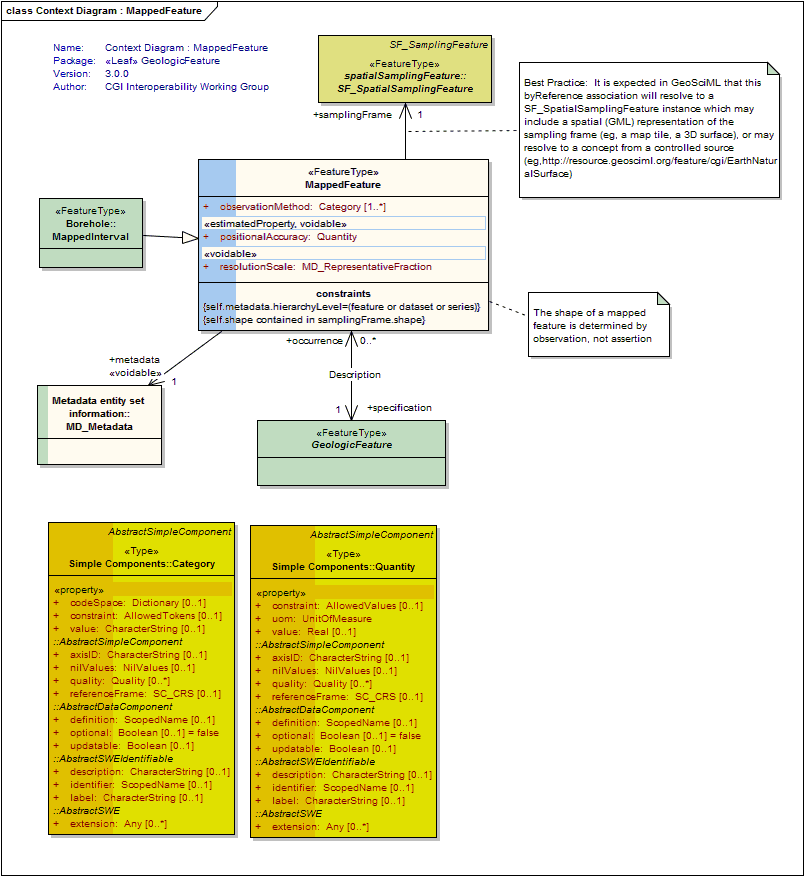 class Context Diagram : MappedFeature
Name: Context Diagram : MappedFeature
Package: «Leaf» GeologicFeature
Version: 3.0.0
Author: CGI Interoperability Working Group
SF_SamplingFeature
«FeatureType»
spatialSamplingFeature::
SF_SpatialSamplingFeature
+samplingFrame 1
Best Practice: It is expected in GeoSciML that this
byReference association will resolve to a
SF_SpatialSamplingFeature instance which may
include a spatial (GML) representation of the
sampling frame (eg, a map tile, a 3D surface), or may
resolve to a concept from a controlled source
(eg,http://resource.geosciml.org/feature/cgi/EarthNatur
alSurface)
«FeatureType»
MappedFeature
+ observationMethod: Category [1..*]
«estimatedProperty, voidable»
+ positionalAccuracy: Quantity
«voidable»
+ resolutionScale: MD_RepresentativeFraction
constraints
{self.metadata.hierarchyLevel=(feature or dataset or series)}
{self.shape contained in samplingFrame.shape}
«FeatureType»
Borehole::
MappedInterval
The shape of a mapped
feature is determined by
observation, not assertion
+occurrence 0..*
+metadata
«voidable»
1
Description
1 +specification
Metadata entity set
information::
MD_Metadata
«FeatureType»
GeologicFeature
AbstractSimpleComponent
«Type»
Simple Components::Category
«property»
+ codeSpace: Dictionary [0..1]
+ constraint: AllowedTokens [0..1]
+ value: CharacterString [0..1]
::AbstractSimpleComponent
+ axisID: CharacterString [0..1]
+ nilValues: NilValues [0..1]
+ quality: Quality [0..*]
+ referenceFrame: SC_CRS [0..1]
::AbstractDataComponent
+ definition: ScopedName [0..1]
+ optional: Boolean [0..1] = false
+ updatable: Boolean [0..1]
::AbstractSWEIdentifiable
+ description: CharacterString [0..1]
+ identifier: ScopedName [0..1]
+ label: CharacterString [0..1]
::AbstractSWE
+ extension: Any [0..*]
AbstractSimpleComponent
«Type»
Simple Components::Quantity
«property»
+ constraint: AllowedValues [0..1]
+ uom: UnitOfMeasure
+ value: Real [0..1]
::AbstractSimpleComponent
+ axisID: CharacterString [0..1]
+ nilValues: NilValues [0..1]
+ quality: Quality [0..*]
+ referenceFrame: SC_CRS [0..1]
::AbstractDataComponent
+ definition: ScopedName [0..1]
+ optional: Boolean [0..1] = false
+ updatable: Boolean [0..1]
::AbstractSWEIdentifiable
+ description: CharacterString [0..1]
+ identifier: ScopedName [0..1]
+ label: CharacterString [0..1]
::AbstractSWE
+ extension: Any [0..*]